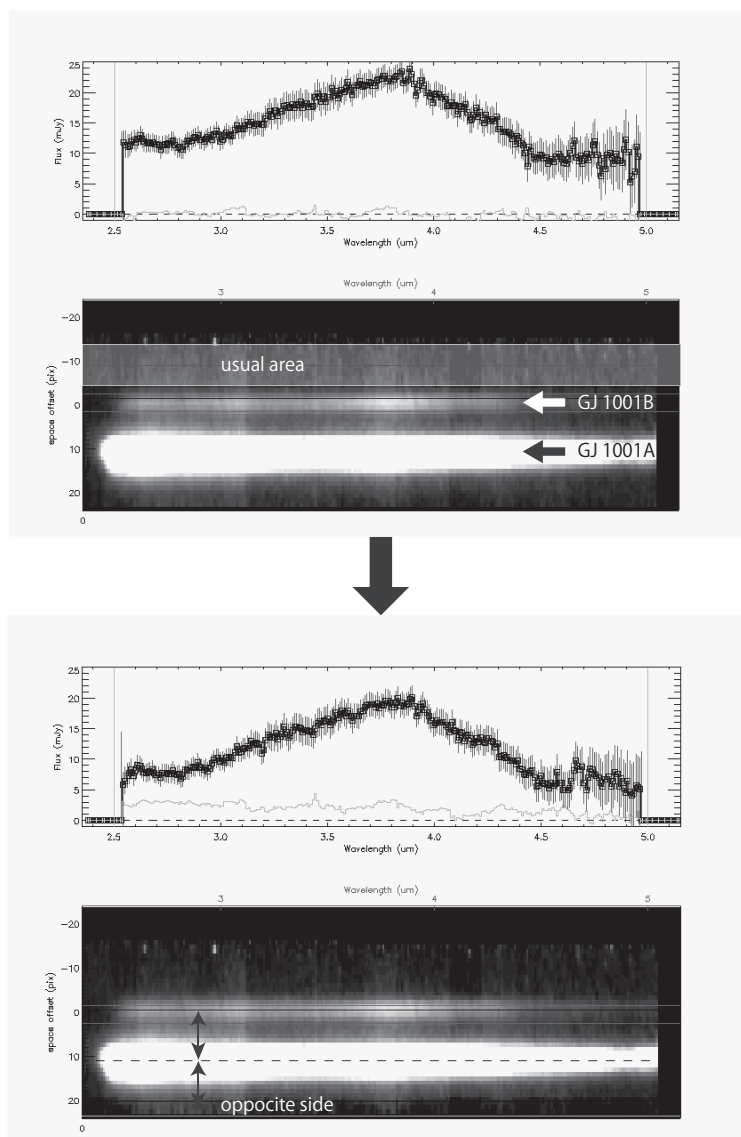 25
20
15
10
5
0
Flux (mJy)
2.5 3.0 3.5 4.0 4.5 5.0
Wavelength (um)
Wavelength (um)
3 4 5
-20
-10
0
10
20
space offset (pix)
usual area
GJ 1001B
GJ 1001A
0
25
20
15
10
5
0
Flux (mJy)
2.5 3.0 3.5 4.0 4.5 5.0
Wavelength (um)
Wavelength (um)
3 4 5
-20
-10
0
10
20
space offset (pix)
oppocite side
0